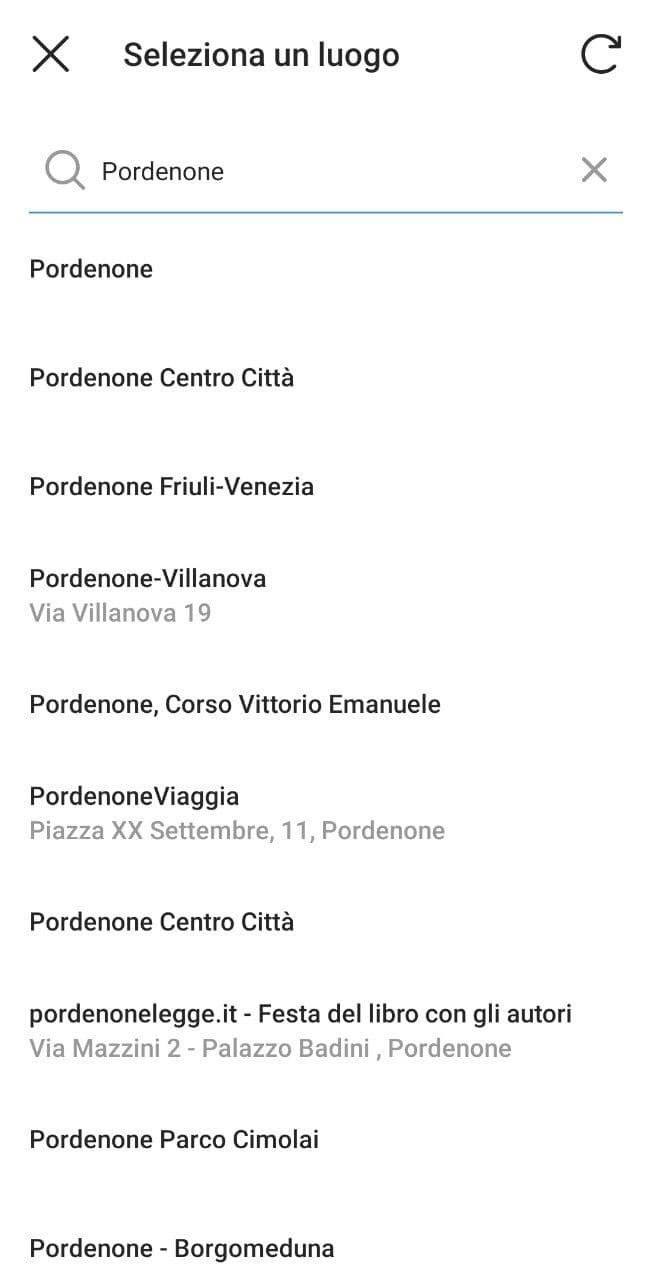 Seleziona un luogo
Pordenone
Pordenone
Pordenone Centro Città
Pordenone Friuli-Venezia
Pordenone-Villanova
Via Villanova 19
Pordenone, Corso Vittorio Emanuele
PordenoneViaggia
Piazza XX Settembre, 11, Pordenone
Pordenone Centro Città
pordenonelegge.it - Festa del libro con gli autori
Via Mazzini 2 - Palazzo Badini , Pordenone
Pordenone Parco Cimolai
Pordenone - Borgomeduna